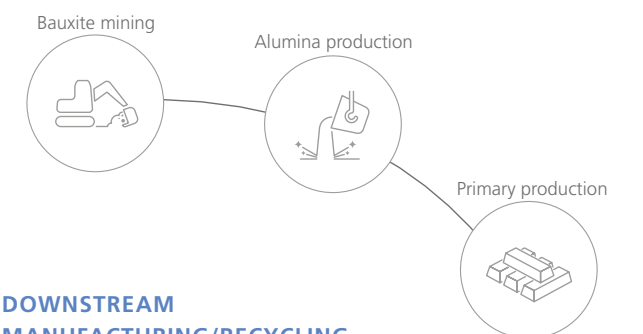 Bauxite mining
Alumina production
Primary production
DOWNSTREAM
MANUFACTURING/RECYCLING